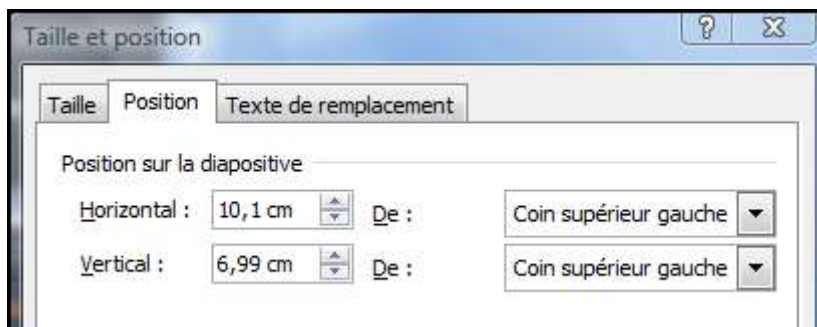 Taille et position
Taille Position Texte de remplacement
Position sur la diapositive
Horizontal : 10,1 cm De : Coin supérieur gauche
Vertical : 6,99 cm De : Coin supérieur gauche